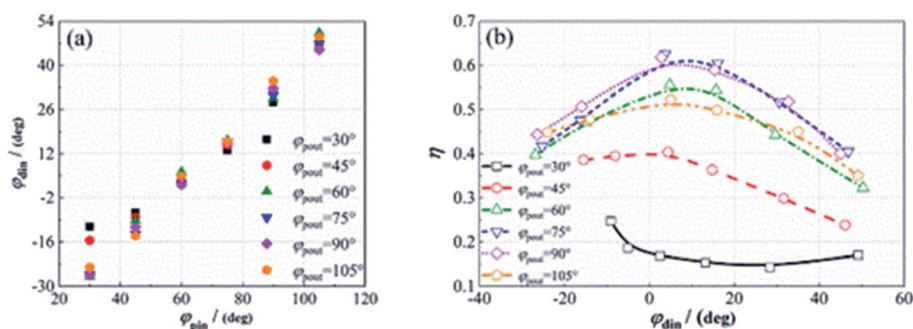 (a)
54
40
26
12
-2
-16
-30
φdin / (deg)
φpout=30°
φpout=45°
φpout=60°
φpout=75°
φpout=90°
φpout=105°
20 40 60 80 100 120
φpin / (deg)
(b)
0.7
0.6
0.5
0.4
0.3
0.2
0.1
η
φpout=30°
φpout=45°
φpout=60°
φpout=75°
φpout=90°
φpout=105°
-40 -20 0 20 40 60
φdin / (deg)